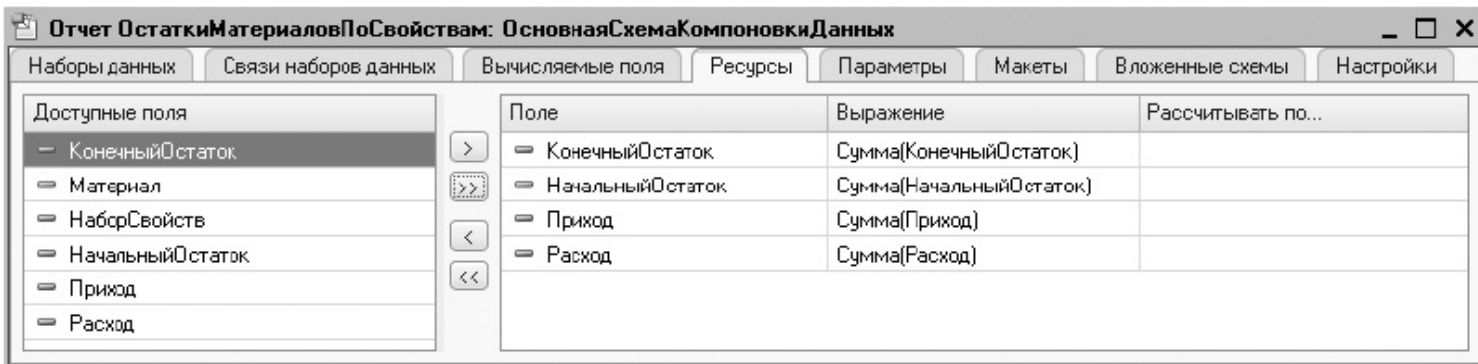 Отчет ОстаткиМатериаловПоСвойствам: ОсновнаяСхемаКомпоновкиДанных
Наборы данных Связи наборов данных Вычисляемые поля Ресурсы Параметры Макеты Вложенные схемы Настройки
Доступные поля
КонечныйОстаток
Материал
НаборСвойств
НачальныйОстаток
Приход
Расход
>
>>
<
<<
Поле Выражение Рассчитывать по...
КонечныйОстаток Сумма(КонечныйОстаток)
НачальныйОстаток Сумма(НачальныйОстаток)
Приход Сумма(Приход)
Расход Сумма(Расход)